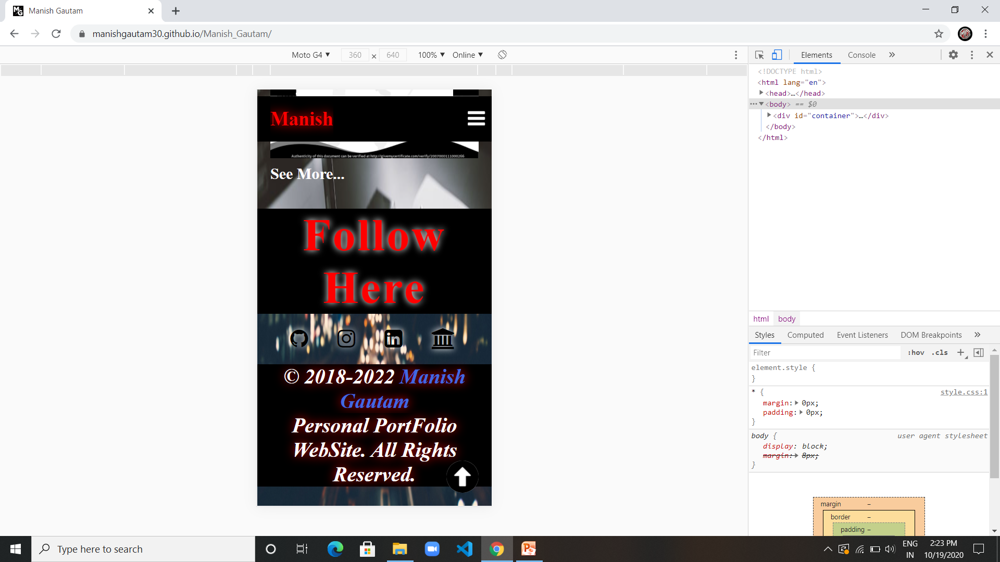 Manish Gautam
manishgautam30.github.io/Manish_Gautam/
Moto G4 ▼ 360 × 640 100% ▼ Online ▼
Elements Console »
<!DOCTYPE html>
<html lang="en">
<head>…</head>
<body> == $0
<div id="container">…</div>
</body>
</html>
Manish
Authenticity of this document can be verified at http://givemycertificate.com/verify/2007000111000266
See More...
Follow
Here
© 2018-2022 Manish
Gautam
Personal PortFolio
WebSite. All Rights
Reserved.
html body
Styles Computed Event Listeners DOM Breakpoints »
Filter :hov .cls +
element.style {
}
* { style.css:1
margin: 0px;
padding: 0px;
}
body { user agent stylesheet
display: block;
margin: 8px;
}
margin –
border –
padding –
Type here to search
ENG
IN
2:23 PM
10/19/2020